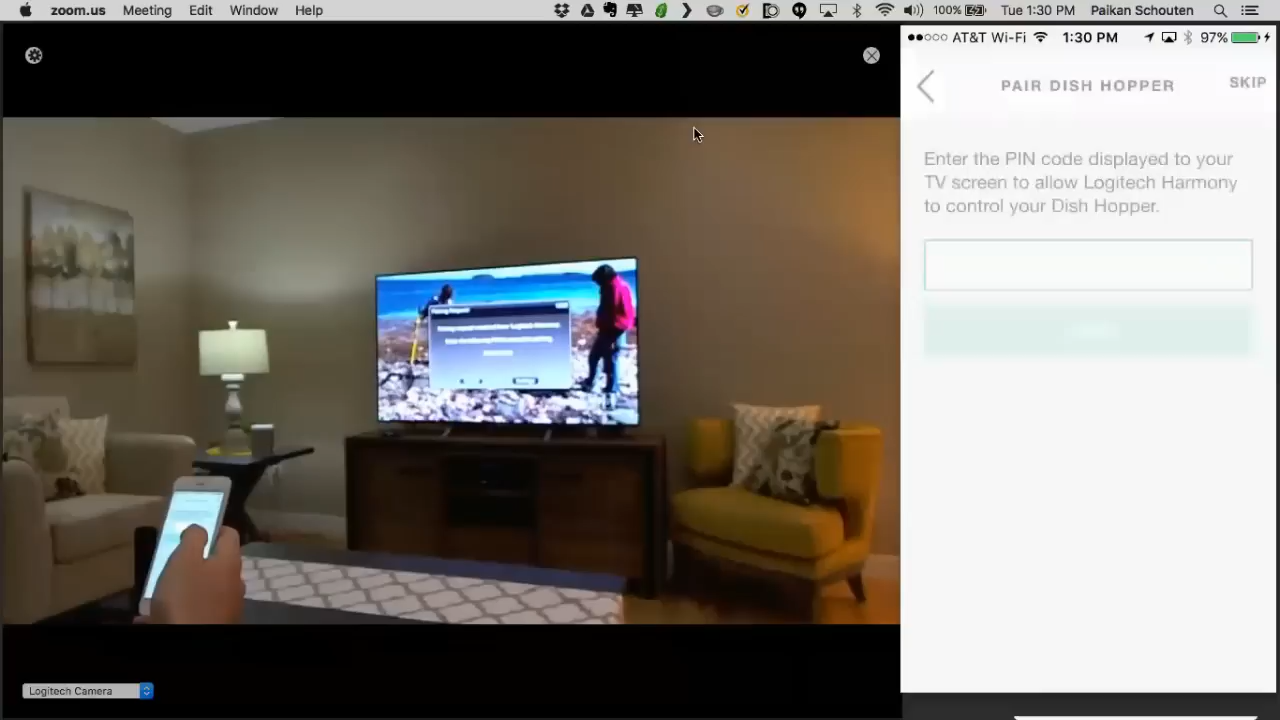 zoom.us Meeting Edit Window Help 100% Tue 1:30 PM Paikan Schouten
AT&T Wi-Fi 1:30 PM 97%
PAIR DISH HOPPER SKIP
Enter the PIN code displayed to your
TV screen to allow Logitech Harmony
to control your Dish Hopper.
Logitech Camera